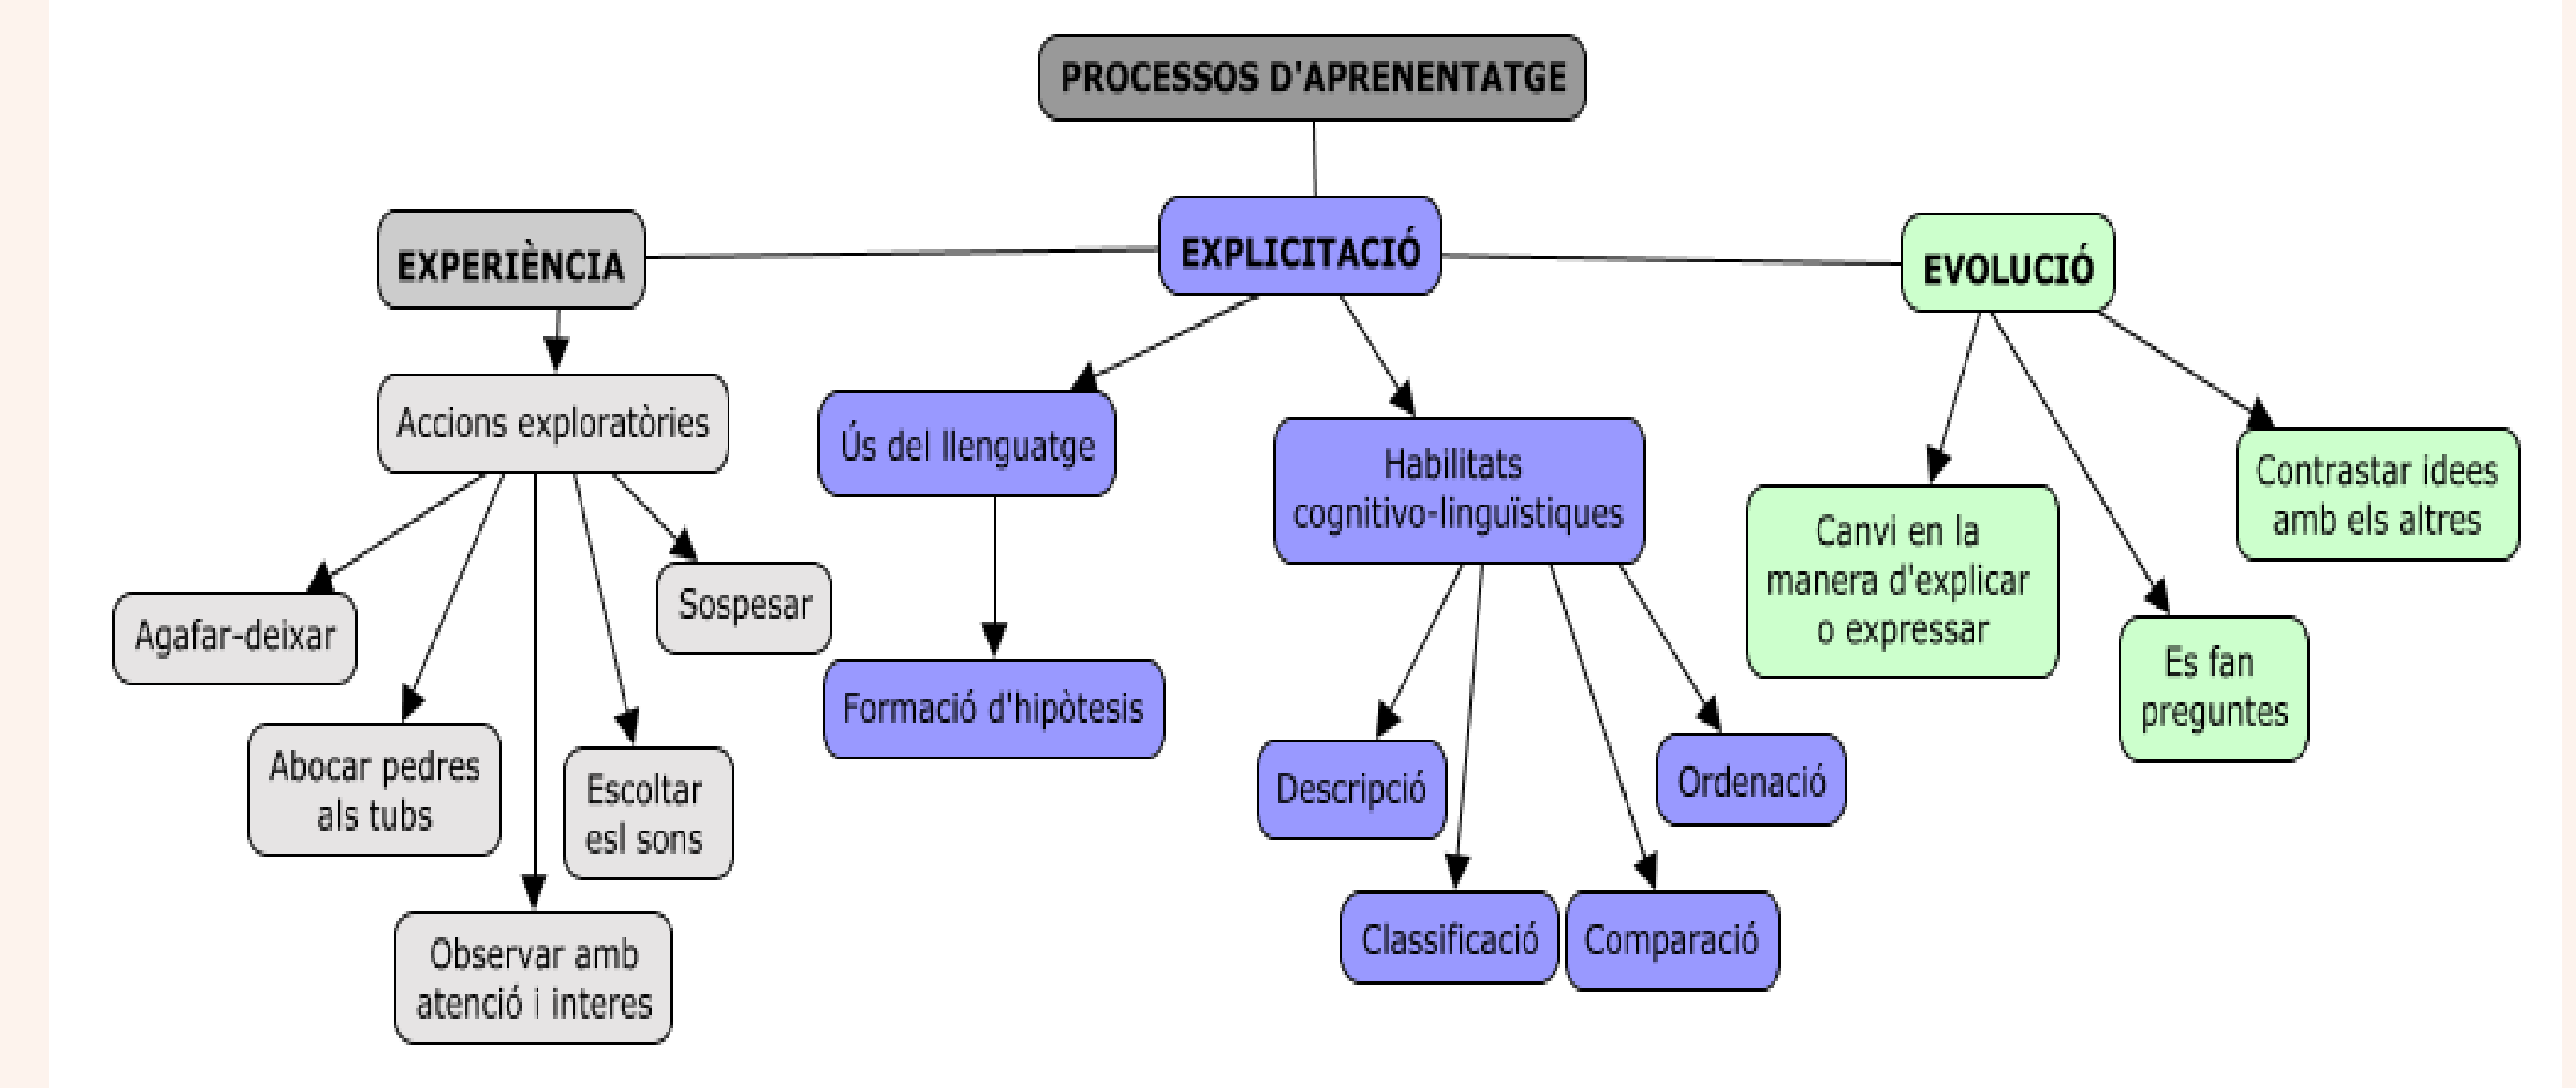 PROCESSOS D'APRENENTATGE
EXPERIÈNCIA
EXPLICITACIÓ
EVOLUCIÓ
Accions exploratòries
Ús del llenguatge
Habilitats
cognitivo-linguïstiques
Canvi en la
manera d'explicar
o expressar
Contrastar idees
amb els altres
Agafar-deixar
Sospesar
Abocar pedres
als tubs
Escoltar
esl sons
Observar amb
atenció i interes
Formació d'hipòtesis
Descripció
Ordenació
Classificació
Comparació
Es fan
preguntes